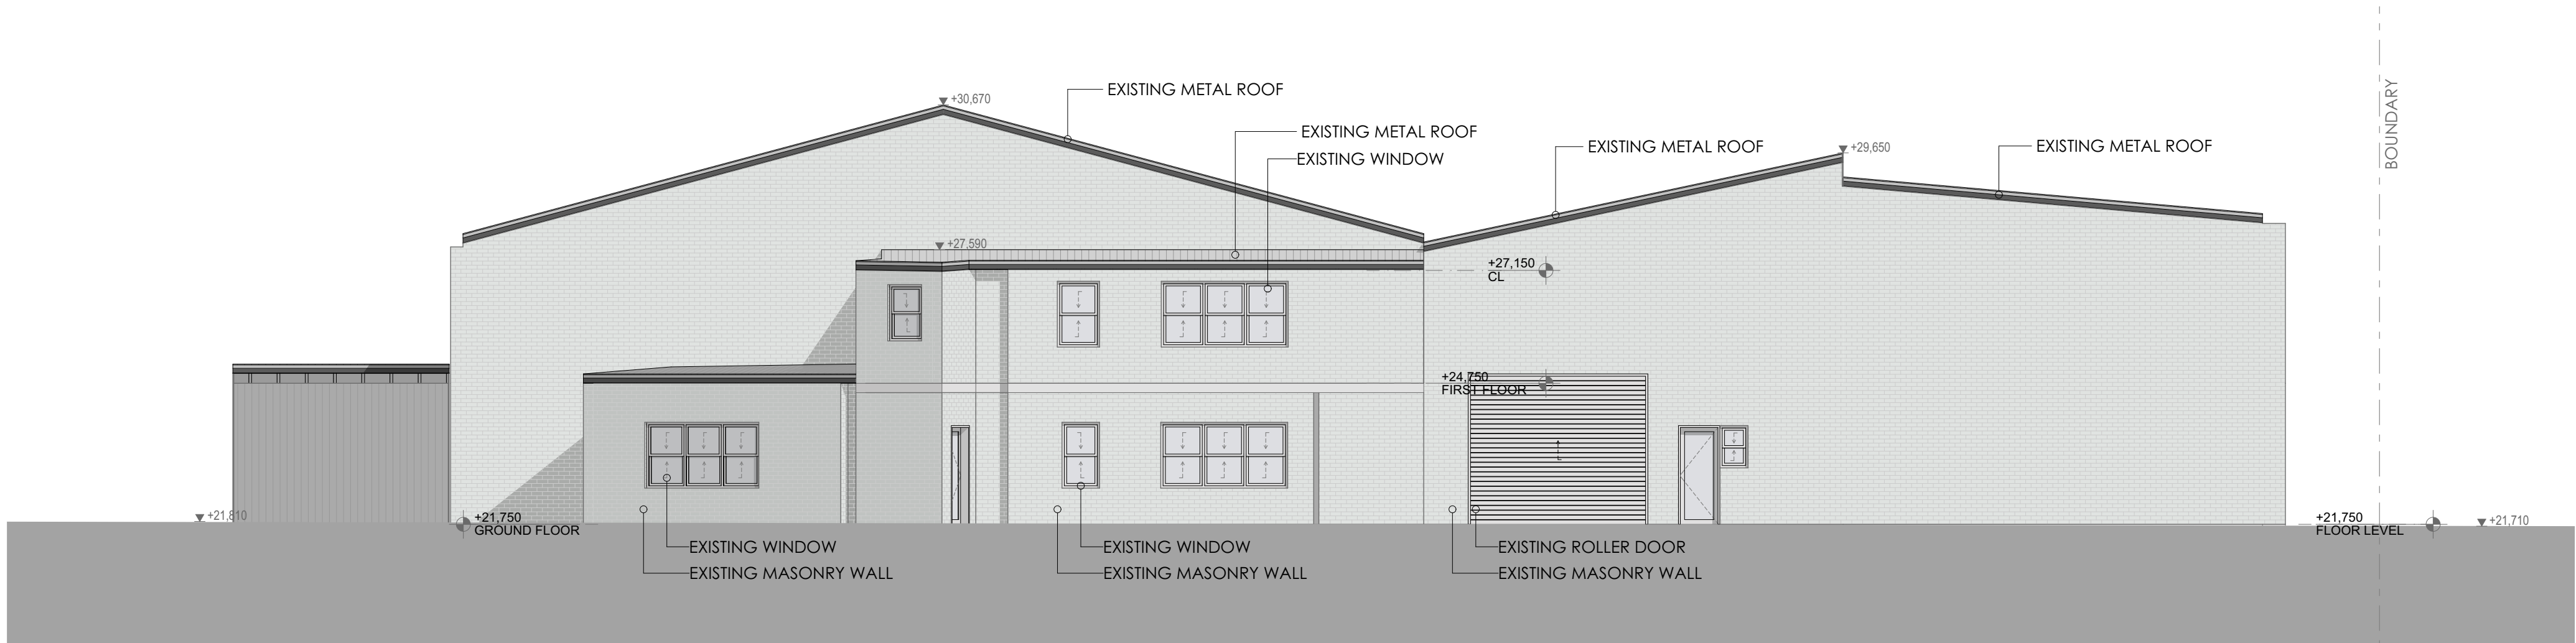 BOUNDARY
EXISTING METAL ROOF
+30,670
EXISTING METAL ROOF
EXISTING METAL ROOF
+29,650
EXISTING METAL ROOF
EXISTING WINDOW
+27,590
+27,150
CL
+24,750
FIRST FLOOR
+21,810
+21,750
GROUND FLOOR
+21,750
FLOOR LEVEL
+21,710
EXISTING WINDOW
EXISTING MASONRY WALL
EXISTING WINDOW
EXISTING MASONRY WALL
EXISTING ROLLER DOOR
EXISTING MASONRY WALL